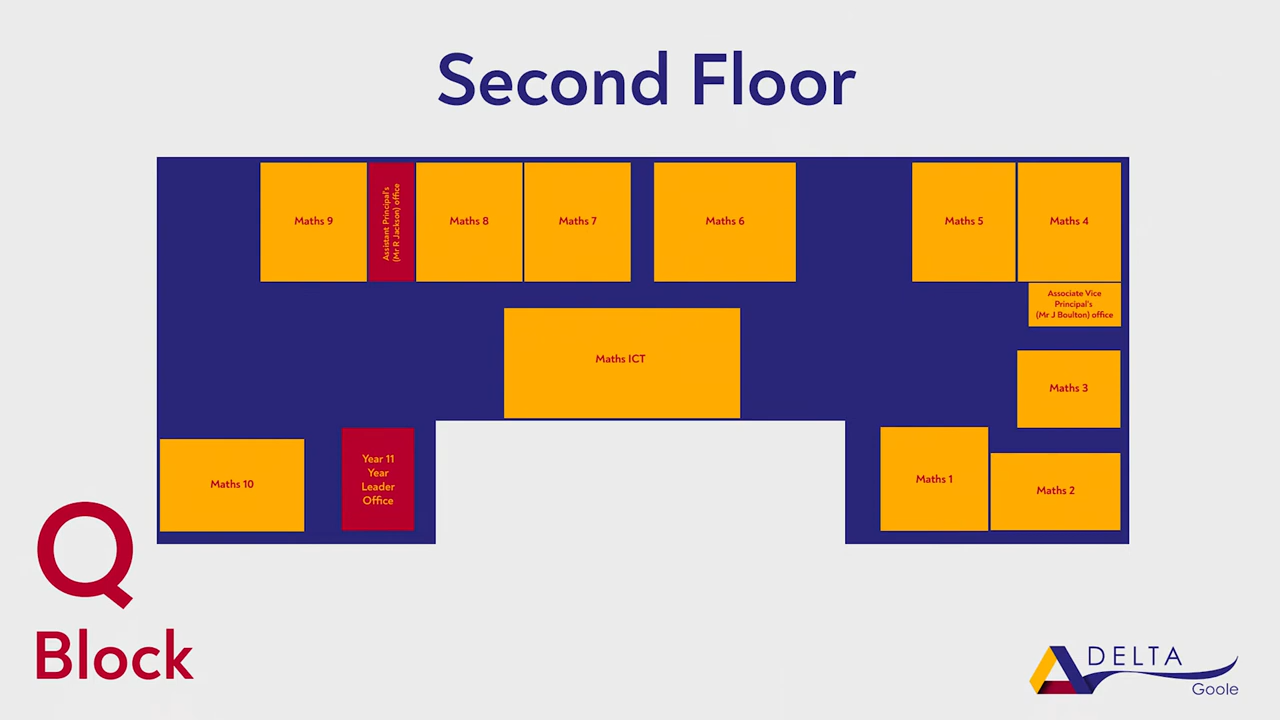 Second Floor
Maths 9
Assistant Principal's
(Mr R Jackson) office
Maths 8
Maths 7
Maths 6
Maths 5
Maths 4
Associate Vice
Principal's
(Mr J Boulton) office
Maths ICT
Maths 3
Maths 10
Year 11
Year
Leader
Office
Maths 1
Maths 2
Q
Block
DELTA
Goole